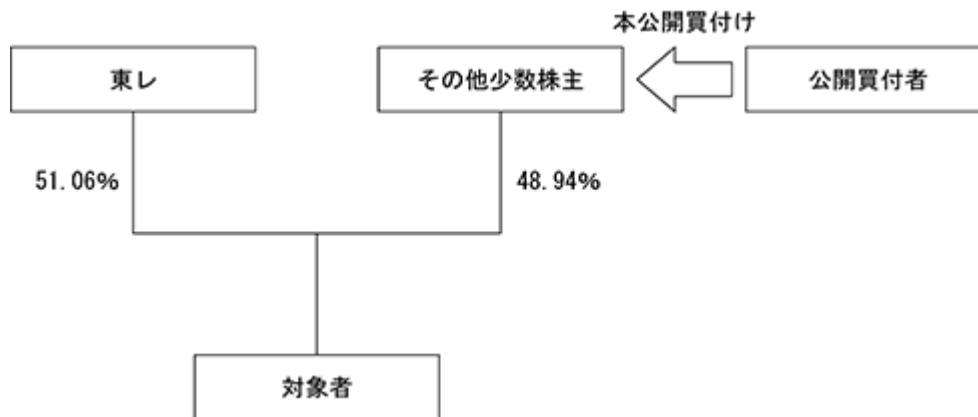 本公開買付け
東レ
その他少数株主
公開買付者
51.06%
48.94%
対象者